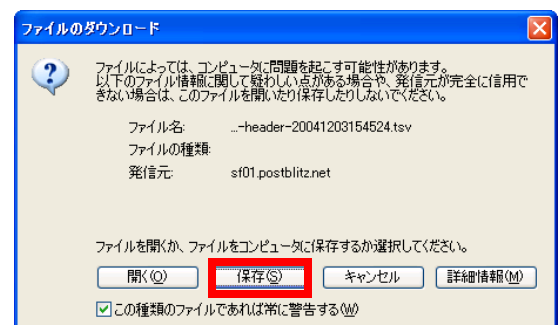 ファイルのダウンロード
ファイルによっては、コンピュータに問題を起こす可能性があります。
以下のファイル情報に関して疑わしい点がある場合や、発信元が完全に信用で
きない場合は、このファイルを開いたり保存したりしないでください。
ファイル名: ...-header-20041203154524.tsv
ファイルの種類:
発信元: sf01.postblitz.net
ファイルを開くか、ファイルをコンピュータに保存するか選択してください。
開く(O) 保存(S) キャンセル 詳細情報(M)
この種類のファイルであれば常に警告する(W)